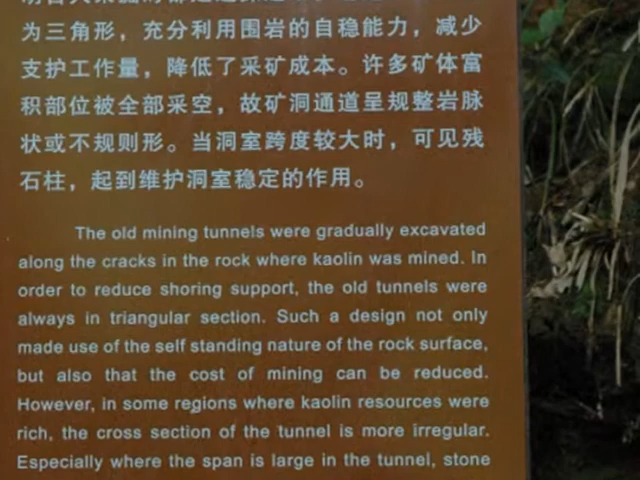 为三角形，充分利用围岩的自稳能力，减少
支护工作量，降低了采矿成本。许多矿体富
积部位被全部采空，故矿洞通道呈规整岩脉
状或不规则形。当洞室跨度较大时，可见残
石柱，起到维护洞室稳定的作用。
The old mining tunnels were gradually excavated
along the cracks in the rock where kaolin was mined. In
order to reduce shoring support, the old tunnels were
always in triangular section. Such a design not only
made use of the self standing nature of the rock surface,
but also that the cost of mining can be reduced.
However, in some regions where kaolin resources were
rich, the cross section of the tunnel is more irregular.
Especially where the span is large in the tunnel, stone